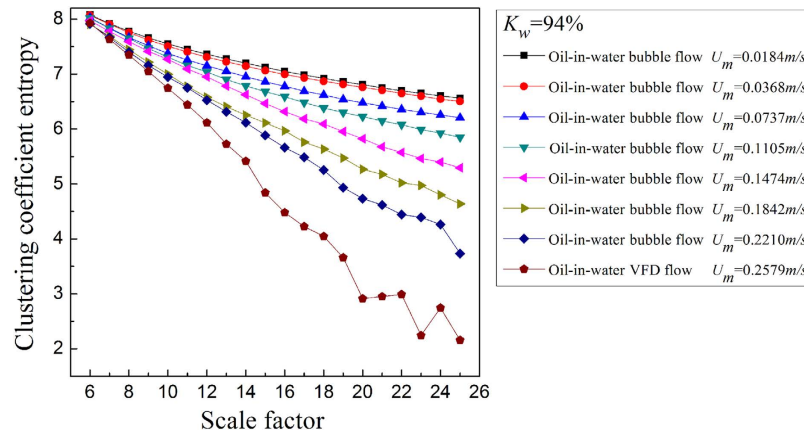 Clustering coefficient entropy
8
7
6
5
4
3
2
6 8 10 12 14 16 18 20 22 24 26
Scale factor
K_w=94%
Oil-in-water bubble flow U_m=0.0184m/s
Oil-in-water bubble flow U_m=0.0368m/s
Oil-in-water bubble flow U_m=0.0737m/s
Oil-in-water bubble flow U_m=0.1105m/s
Oil-in-water bubble flow U_m=0.1474m/s
Oil-in-water bubble flow U_m=0.1842m/s
Oil-in-water bubble flow U_m=0.2210m/s
Oil-in-water VFD flow U_m=0.2579m/s